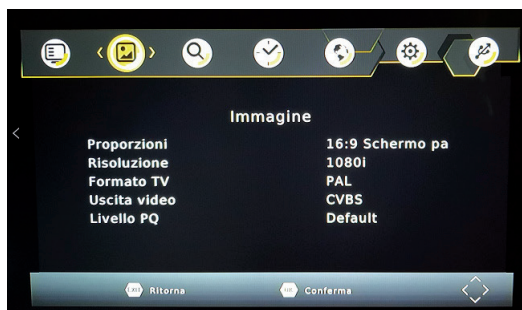 Immagine
Proporzioni 16:9 Schermo pa
Risoluzione 1080i
Formato TV PAL
Uscita video CVBS
Livello PQ Default
EXIT Ritorna Conferma